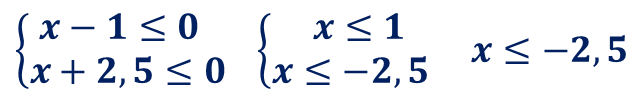 x − 1 ≤ 0
x + 2,5 ≤ 0
x ≤ 1
x ≤ −2,5
x ≤ −2,5